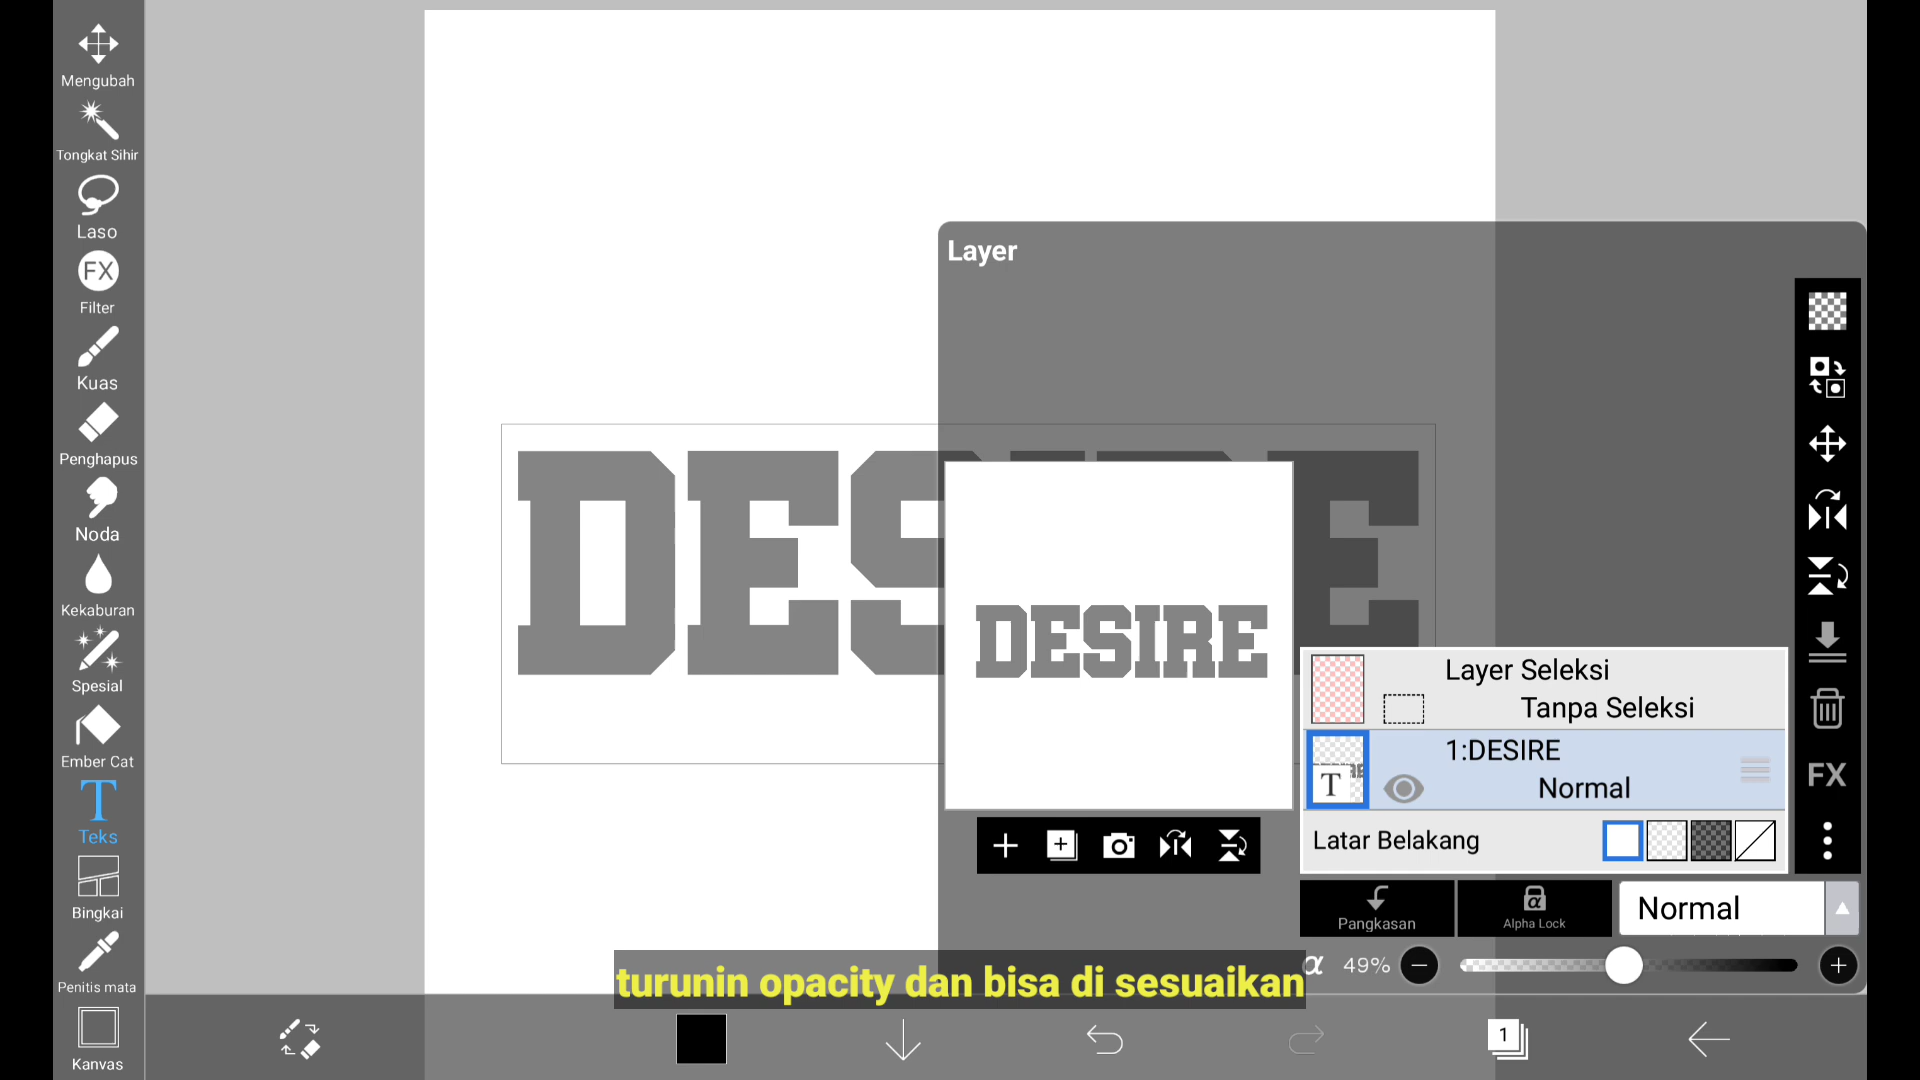 Mengubah
Tongkat Sihir
Laso
FX
Filter
Kuas
Penghapus
Noda
Kekaburan
Spesial
Ember Cat
T
Teks
Bingkai
Penitis mata
Kanvas
DESIRE
Layer
DESIRE
Layer Seleksi
Tanpa Seleksi
T
1:DESIRE
Normal
Latar Belakang
FX
Pangkasan
α
Alpha Lock
Normal
α 49%
turunin opacity dan bisa di sesuaikan
1